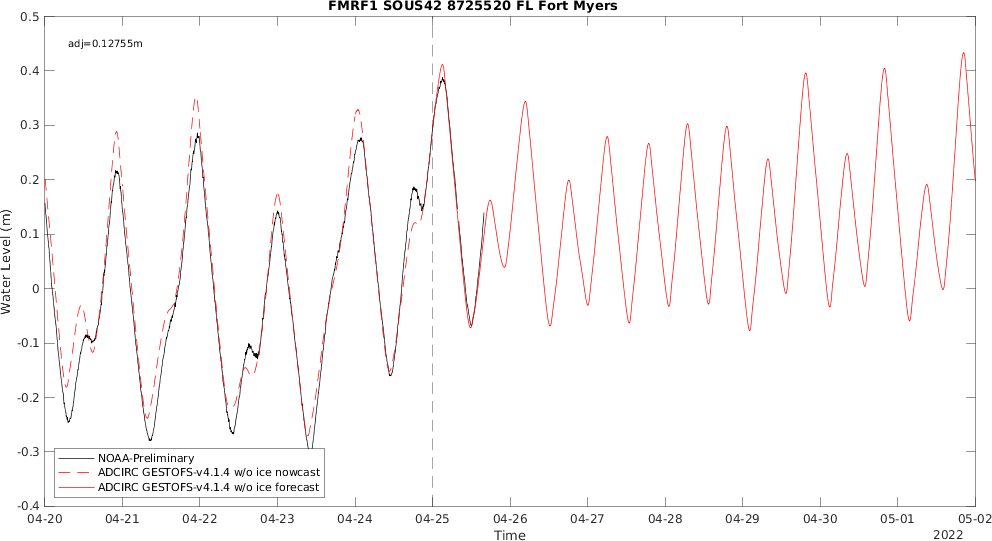 FMRF1 SOUS42 8725520 FL Fort Myers
adj=0.12755m
0.5
0.4
0.3
0.2
0.1
0
-0.1
-0.2
-0.3
-0.4
Water Level (m)
NOAA-Preliminary
ADCIRC GESTOFS-v4.1.4 w/o ice nowcast
ADCIRC GESTOFS-v4.1.4 w/o ice forecast
04-20 04-21 04-22 04-23 04-24 04-25 04-26 04-27 04-28 04-29 04-30 05-01 05-02
Time
2022